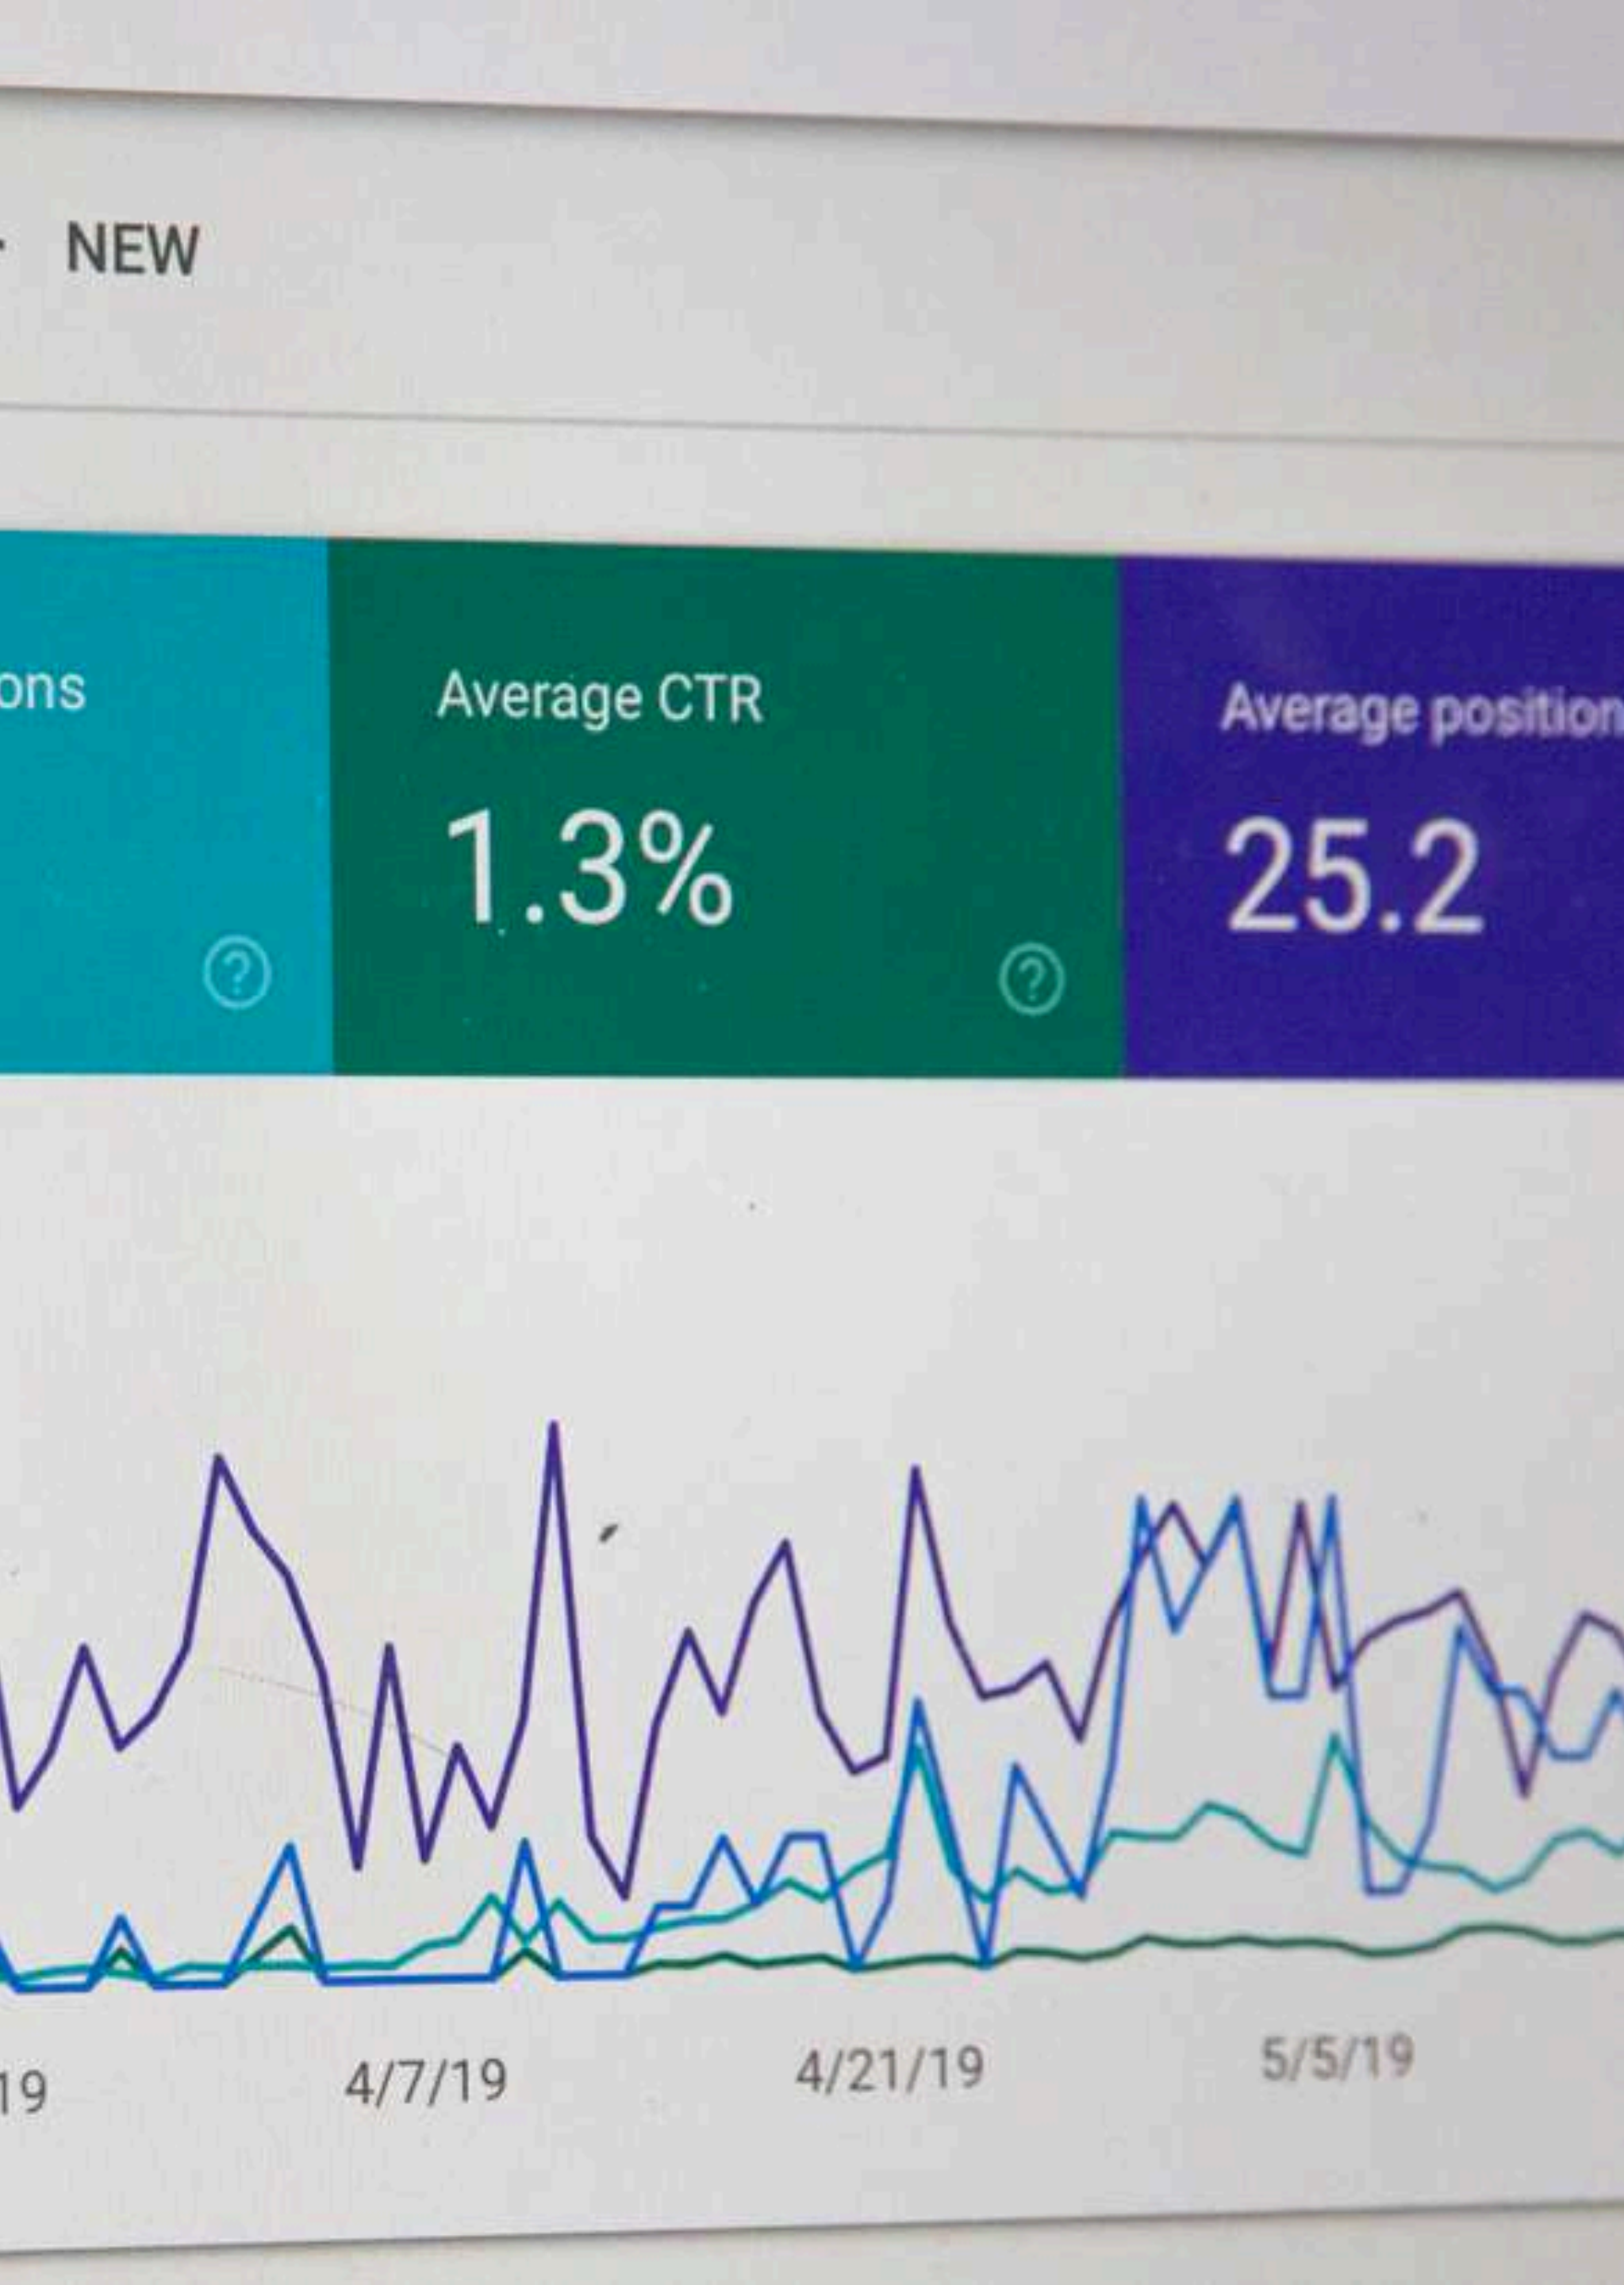 NEW
ons
Average CTR
Average position
1.3%
25.2
?
?
19
4/7/19
4/21/19
5/5/19